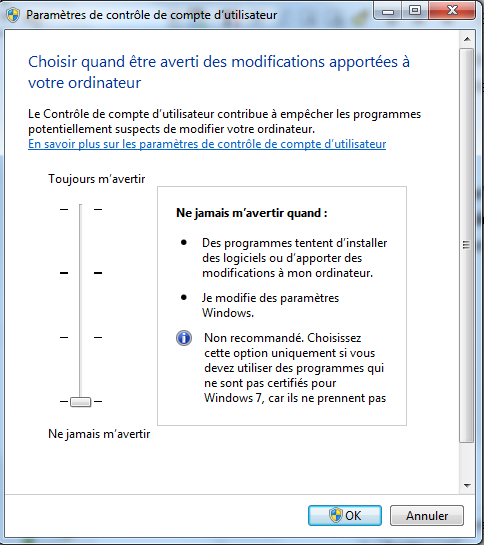 Paramètres de contrôle de compte d’utilisateur
Choisir quand être averti des modifications apportées à
votre ordinateur
Le Contrôle de compte d’utilisateur contribue à empêcher les programmes
potentiellement suspects de modifier votre ordinateur.
En savoir plus sur les paramètres de contrôle de compte d’utilisateur
Toujours m’avertir
Ne jamais m’avertir quand :
• Des programmes tentent d’installer
des logiciels ou d’apporter des
modifications à mon ordinateur.
• Je modifie des paramètres
Windows.
Non recommandé. Choisissez
cette option uniquement si vous
devez utiliser des programmes qui
ne sont pas certifiés pour
Windows 7, car ils ne prennent pas
Ne jamais m’avertir
OK
Annuler